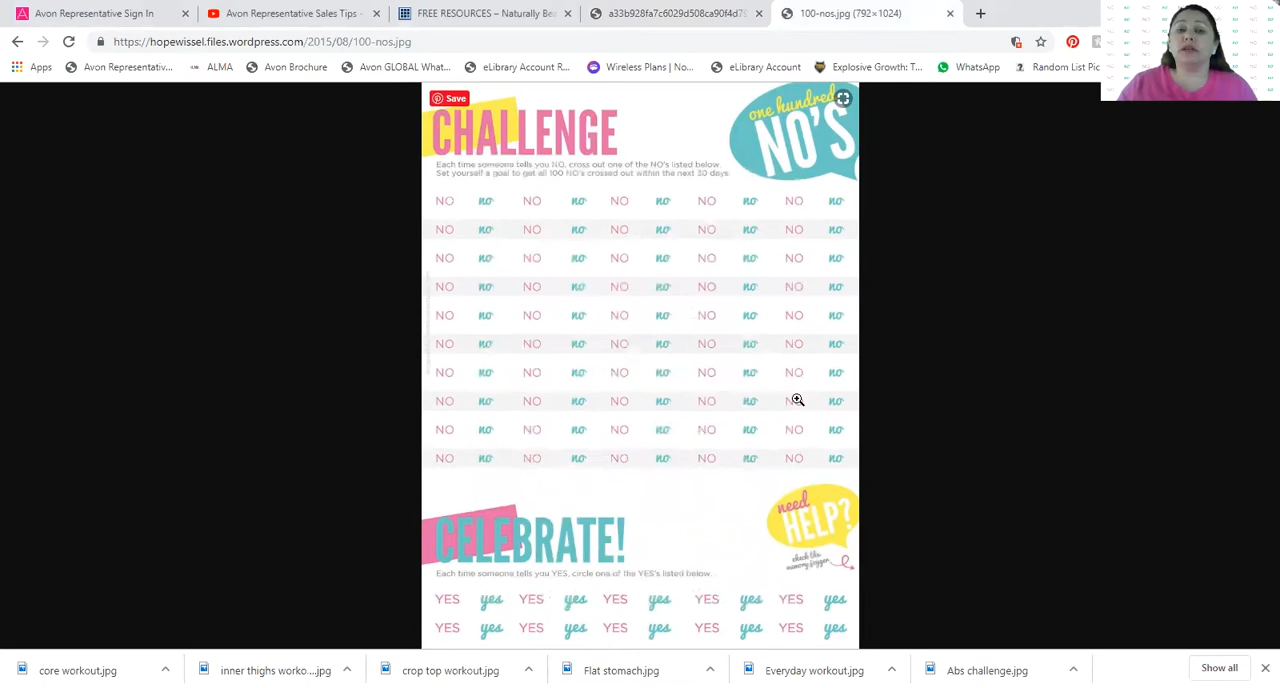 Avon Representative Sign In
Avon Representative Sales Tips -
FREE RESOURCES – Naturally Be
a33b928fa7c6029d508ca8cf4d75
100-nos.jpg (792×1024)
https://hopewissel.files.wordpress.com/2015/08/100-nos.jpg
Apps
Avon Representativ...
ALMA
Avon Brochure
Avon GLOBAL
Library Account
Wireless Plans | No...
eLibrary Account
Explosive Growth: T...
WhatsApp
Random List Pic
Save
CHALLENGE
one hundred
NO'S
Each time someone tells you NO, cross out one of the NO's listed below.
Set yourself a goal to get all 100 NO's crossed out within the next 30 days.
NO no NO no NO no NO no NO no
NO no NO no NO no NO no NO no
NO no NO no NO no NO no NO no
NO no NO no NO no NO no NO no
NO no NO no NO no NO no NO no
NO no NO no NO no NO no NO no
NO no NO no NO no NO no NO no
NO no NO no NO no NO no NO no
NO no NO no NO no NO no NO no
NO no NO no NO no NO no NO no
CELEBRATE!
need
HELP?
check the
memory jogger
Each time someone tells you YES, circle one of the YES's listed below.
YES yes YES yes YES yes YES yes YES yes
YES yes YES yes YES yes YES yes YES yes
core workout.jpg
inner thighs worko....jpg
crop top workout.jpg
Flat stomach.jpg
Everyday workout.jpg
Abs challenge.jpg
Show all